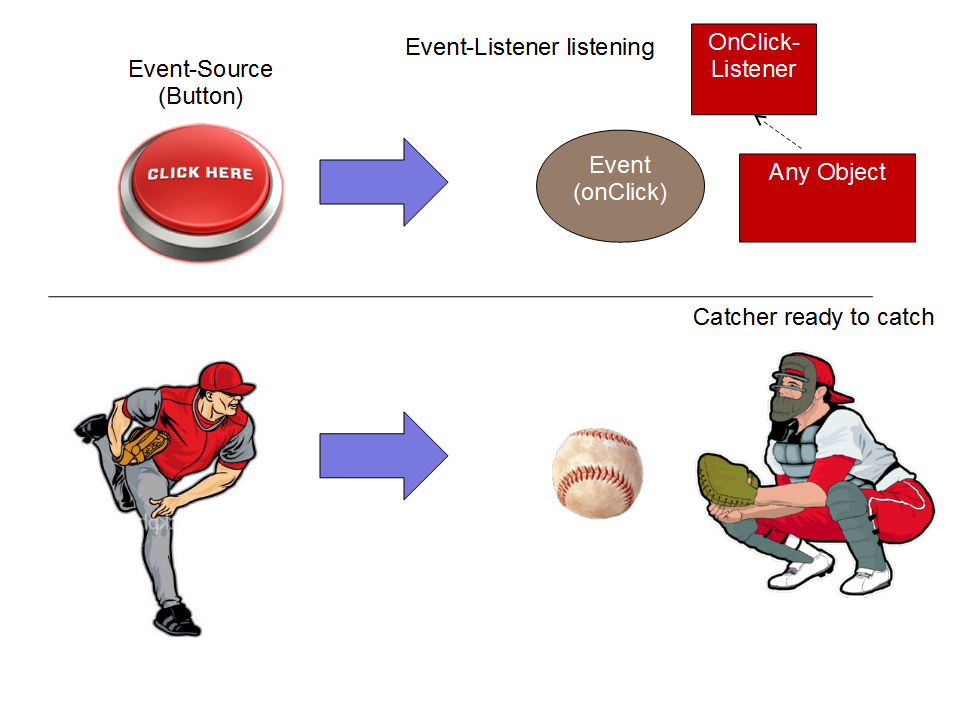 Event-Listener listening
OnClick-
Listener
Event-Source
(Button)
CLICK HERE
Event
(onClick)
Any Object
Catcher ready to catch